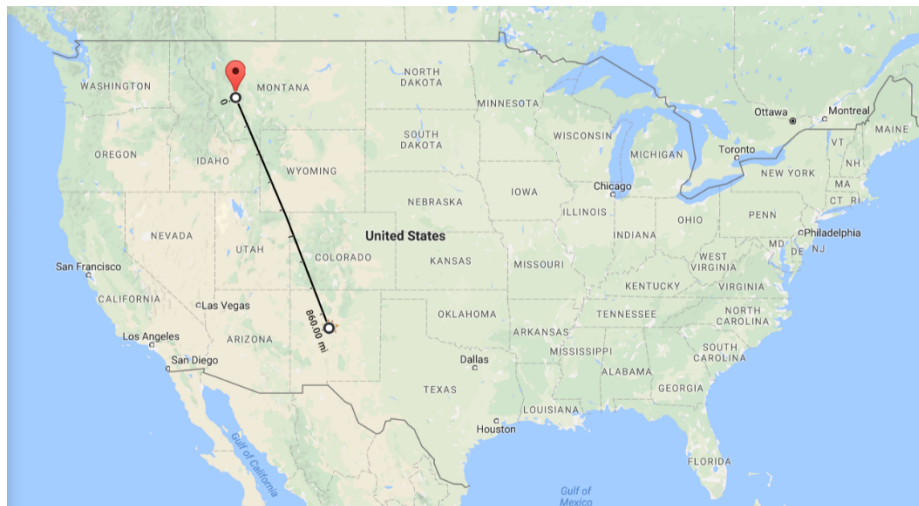 NORTH
DAKOTA
WASHINGTON
MONTANA
MINNESOTA
Ottawa
Montreal
MAINE
OREGON
IDAHO
SOUTH
DAKOTA
WISCONSIN
MICHIGAN
Toronto
VT
NH
WYOMING
NEW YORK
MA
CT RI
Chicago
IOWA
NEBRASKA
ILLINOIS
INDIANA
OHIO
PENN
Philadelphia
NEVADA
UTAH
COLORADO
United States
KANSAS
MISSOURI
WEST
VIRGINIA
MD
DE NJ
San Francisco
CALIFORNIA
Las Vegas
KENTUCKY
VIRGINIA
OKLAHOMA
TENNESSEE
NORTH
CAROLINA
Los Angeles
ARIZONA
ARKANSAS
MISSISSIPPI
SOUTH
CAROLINA
San Diego
Dallas
ALABAMA
TEXAS
GEORGIA
LOUISIANA
Houston
FLORIDA
Gulf of
California
Gulf of
Mexico
0
860.00 mi